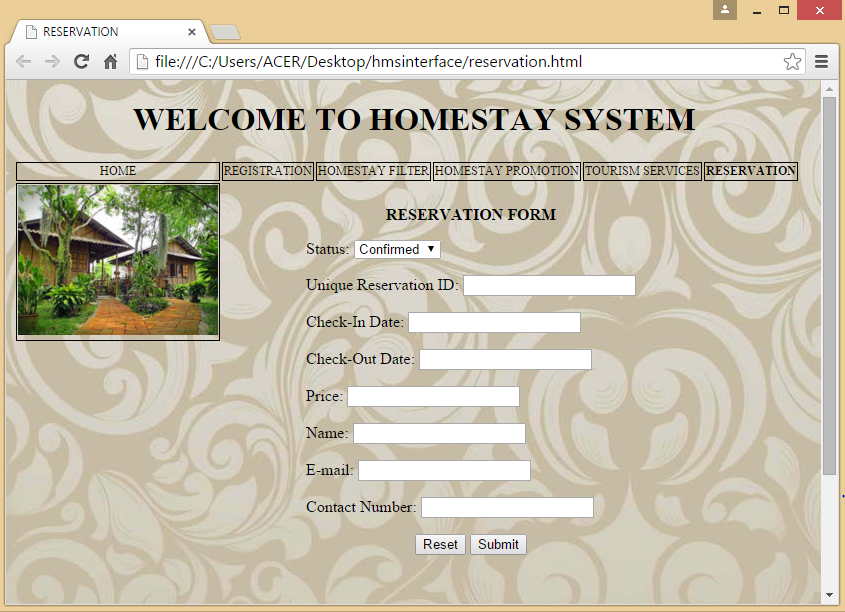 RESERVATION
file:///C:/Users/ACER/Desktop/hmsinterface/reservation.html
WELCOME TO HOMESTAY SYSTEM
HOME REGISTRATION HOMESTAY FILTER HOMESTAY PROMOTION TOURISM SERVICES RESERVATION
RESERVATION FORM
Status: Confirmed
Unique Reservation ID:
Check-In Date:
Check-Out Date:
Price:
Name:
E-mail:
Contact Number:
Reset Submit